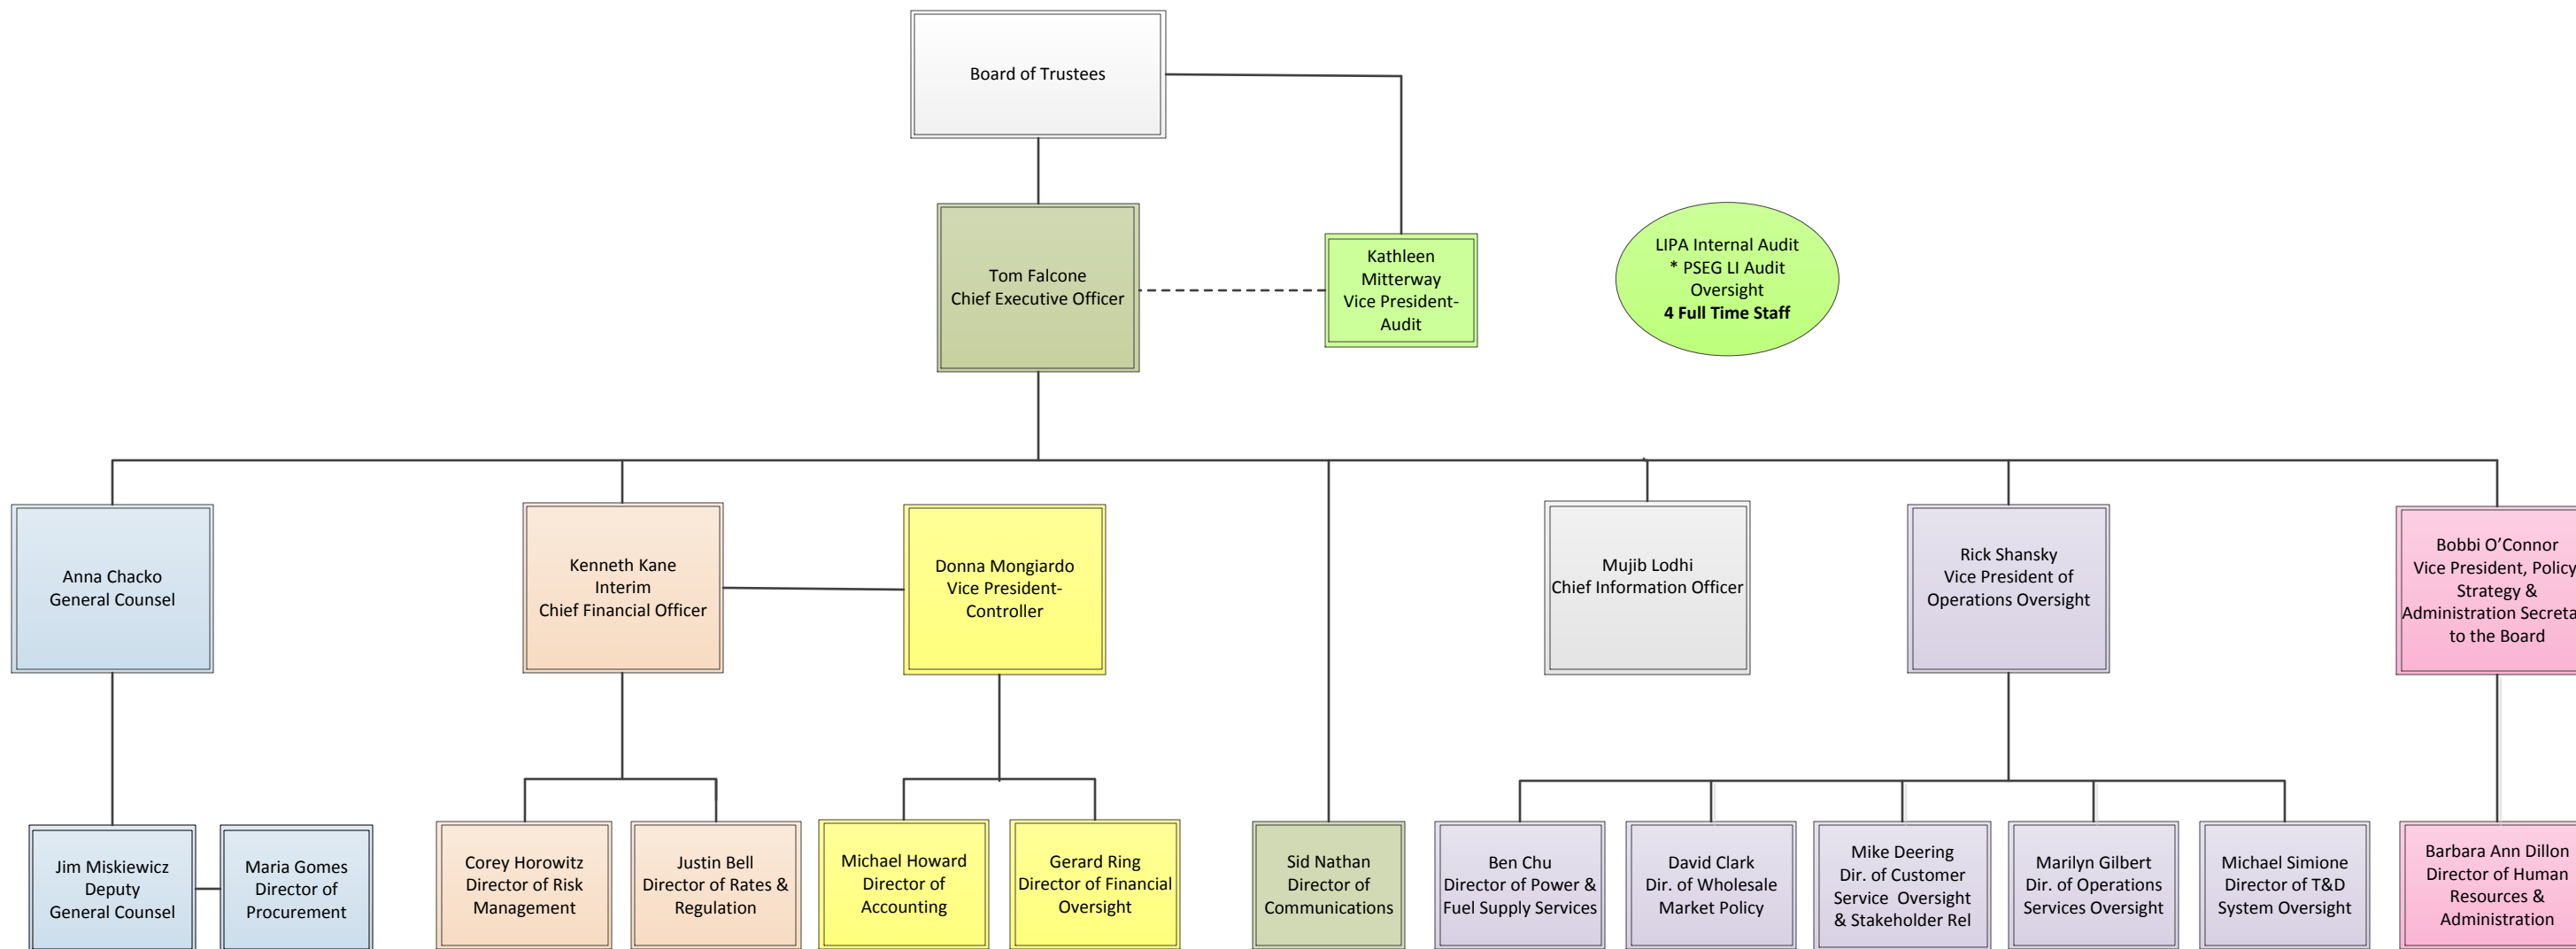 Board of Trustees
Tom Falcone
Chief Executive Officer
Kathleen
Mitterway
Vice President-
Audit
LIPA Internal Audit
* PSEG LI Audit
Oversight
4 Full Time Staff
Anna Chacko
General Counsel
Kenneth Kane
Interim
Chief Financial Officer
Donna Mongiardo
Vice President-
Controller
Mujib Lodhi
Chief Information Officer
Rick Shansky
Vice President of
Operations Oversight
Bobbi O’Connor
Vice President, Policy
Strategy &
Administration Secreta
to the Board
Jim Miskiewicz
Deputy
General Counsel
Maria Gomes
Director of
Procurement
Corey Horowitz
Director of Risk
Management
Justin Bell
Director of Rates &
Regulation
Michael Howard
Director of
Accounting
Gerard Ring
Director of Financial
Oversight
Sid Nathan
Director of
Communications
Ben Chu
Director of Power &
Fuel Supply Services
David Clark
Dir. of Wholesale
Market Policy
Mike Deering
Dir. of Customer
Service Oversight
& Stakeholder Rel
Marilyn Gilbert
Dir. of Operations
Services Oversight
Michael Simione
Director of T&D
System Oversight
Barbara Ann Dillon
Director of Human
Resources &
Administration